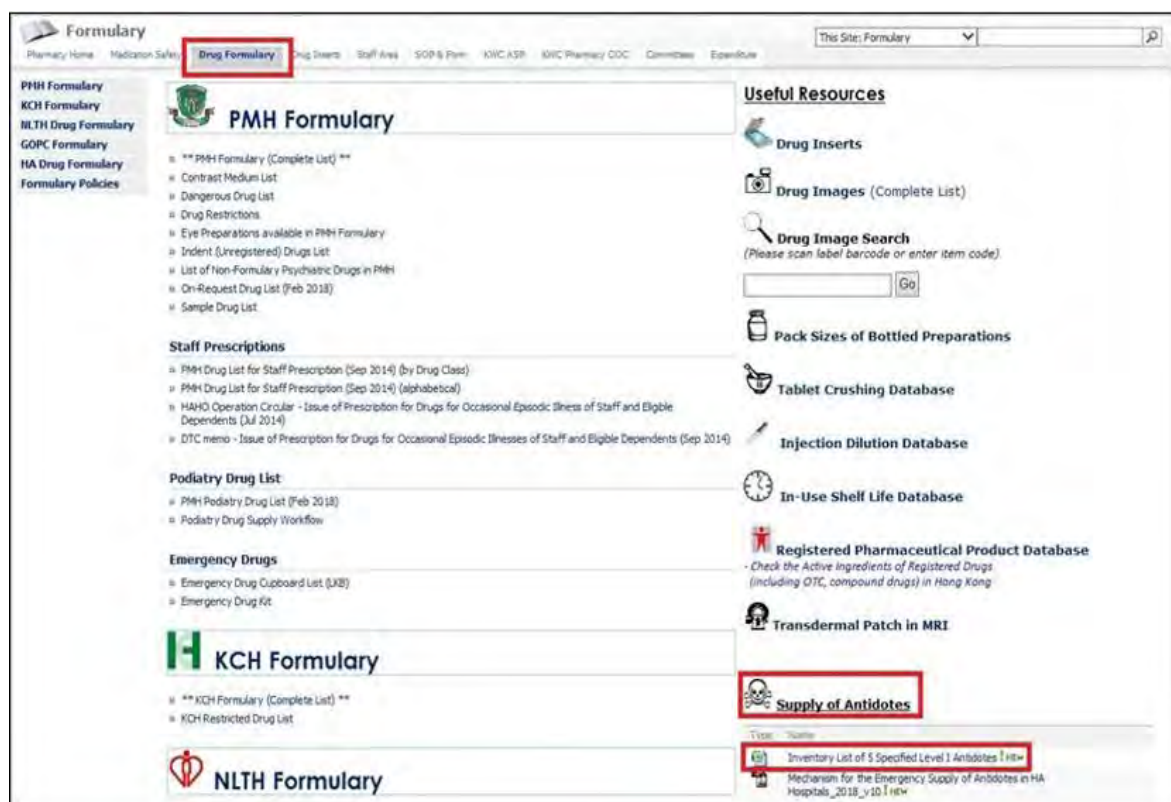 Formulary
This Site: Formulary
Pharmacy Home Medication Safety Drug Formulary Drug Inserts Staff Area SOP & Form KWC ASP KWC Pharmacy COC Committees Expenditure
PMH Formulary
KCH Formulary
NLTH Drug Formulary
GOPC Formulary
HA Drug Formulary
Formulary Policies
PMH Formulary
** PMH Formulary (Complete List) **
Contrast Medium List
Dangerous Drug List
Drug Restrictions
Eye Preparations available in PMH Formulary
Indent (Unregistered) Drugs List
List of Non-Formulary Psychiatric Drugs in PMH
On-Request Drug List (Feb 2018)
Sample Drug List
Staff Prescriptions
PMH Drug List for Staff Prescription (Sep 2014) (by Drug Class)
PMH Drug List for Staff Prescription (Sep 2014) (alphabetical)
HAHO Operation Circular - Issue of Prescription for Drugs for Occasional Episodic Illness of Staff and Eligible
Dependents (Jul 2014)
DTC memo - Issue of Prescription for Drugs for Occasional Episodic Illnesses of Staff and Eligible Dependents (Sep 2014)
Podiatry Drug List
PMH Podiatry Drug List (Feb 2018)
Podiatry Drug Supply Workflow
Emergency Drugs
Emergency Drug Cupboard List (LKB)
Emergency Drug Kit
KCH Formulary
** KCH Formulary (Complete List) **
KCH Restricted Drug List
NLTH Formulary
Useful Resources
Drug Inserts
Drug Images (Complete List)
Drug Image Search
(Please scan label barcode or enter item code)
Go
Pack Sizes of Bottled Preparations
Tablet Crushing Database
Injection Dilution Database
In-Use Shelf Life Database
Registered Pharmaceutical Product Database
- Check the Active Ingredients of Registered Drugs
(including OTC, compound drugs) in Hong Kong
Transdermal Patch in MRI
Supply of Antidotes
Type Name
Inventory List of 5 Specified Level I Antidotes ! NEW
Mechanism for the Emergency Supply of Antidotes in HA
Hospitals_2018_v10 ! NEW